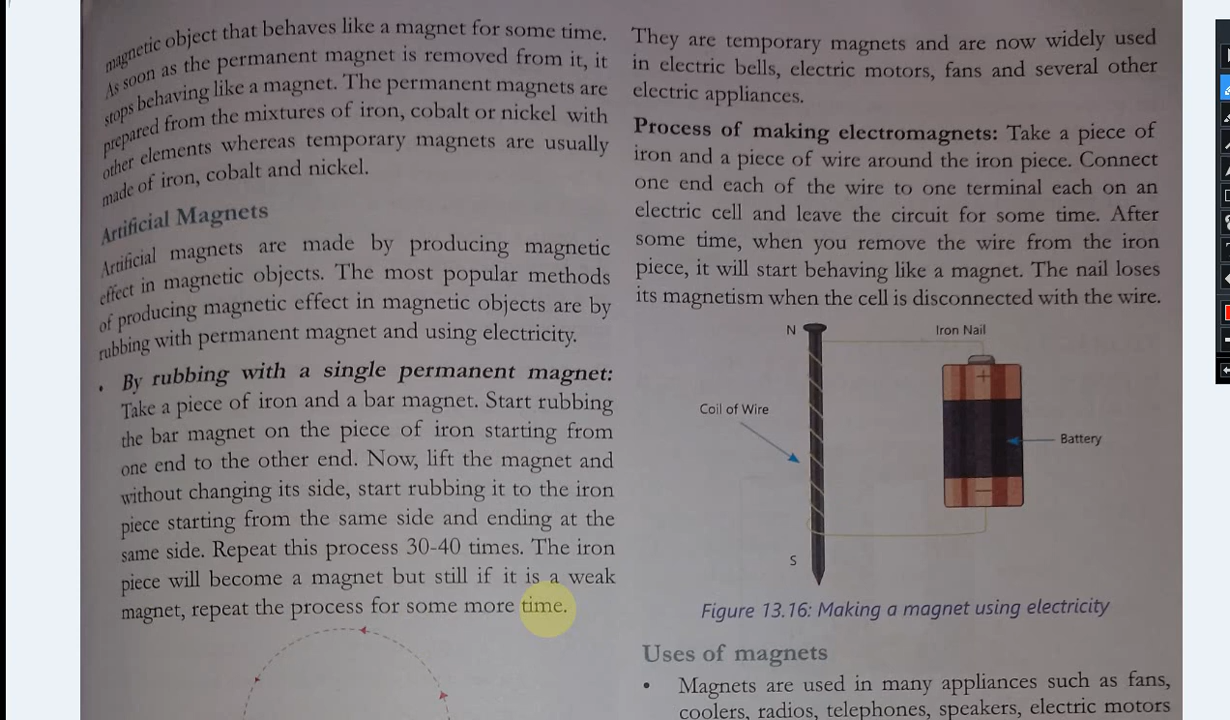 magnetic object that behaves like a magnet for some time.
As soon as the permanent magnet is removed from it, it
stops behaving like a magnet. The permanent magnets are
prepared from the mixtures of iron, cobalt or nickel with
other elements whereas temporary magnets are usually
made of iron, cobalt and nickel.
Artificial Magnets
Artificial magnets are made by producing magnetic
effect in magnetic objects. The most popular methods
of producing magnetic effect in magnetic objects are by
rubbing with permanent magnet and using electricity.
• By rubbing with a single permanent magnet:
Take a piece of iron and a bar magnet. Start rubbing
the bar magnet on the piece of iron starting from
one end to the other end. Now, lift the magnet and
without changing its side, start rubbing it to the iron
piece starting from the same side and ending at the
same side. Repeat this process 30-40 times. The iron
piece will become a magnet but still if it is a weak
magnet, repeat the process for some more time.
They are temporary magnets and are now widely used
in electric bells, electric motors, fans and several other
electric appliances.
Process of making electromagnets: Take a piece of
iron and a piece of wire around the iron piece. Connect
one end each of the wire to one terminal each on an
electric cell and leave the circuit for some time. After
some time, when you remove the wire from the iron
piece, it will start behaving like a magnet. The nail loses
its magnetism when the cell is disconnected with the wire.
N
Iron Nail
+
Coil of Wire
Battery
−
S
Figure 13.16: Making a magnet using electricity
Uses of magnets
• Magnets are used in many appliances such as fans,
coolers, radios, telephones, speakers, electric motors